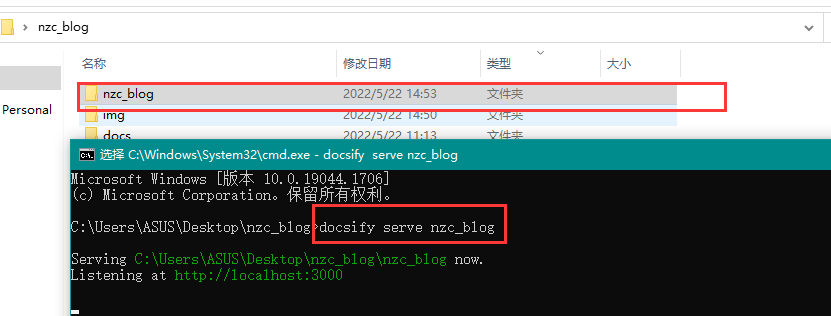 nzc_blog
名称 修改日期 类型 大小
nzc_blog 2022/5/22 14:53 文件夹
Personal
img 2022/5/22 14:50 文件夹
docs 2022/5/22 11:13 文件夹
选择 C:\Windows\System32\cmd.exe - docsify serve nzc_blog
Microsoft Windows [版本 10.0.19044.1706]
(c) Microsoft Corporation。保留所有权利。
C:\Users\ASUS\Desktop\nzc_blog>docsify serve nzc_blog
Serving C:\Users\ASUS\Desktop\nzc_blog\nzc_blog now.
Listening at http://localhost:3000